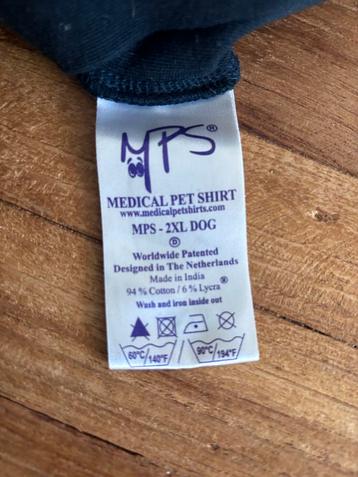 MPS®
MEDICAL PET SHIRT
www.medicalpetshirts.com
MPS - 2XL DOG
Ⓓ
Worldwide Patented
Designed in The Netherlands
Made in India
94 % Cotton / 6 % Lycra ®
Wash and iron inside out
60°C/140°F 90°C/194°F